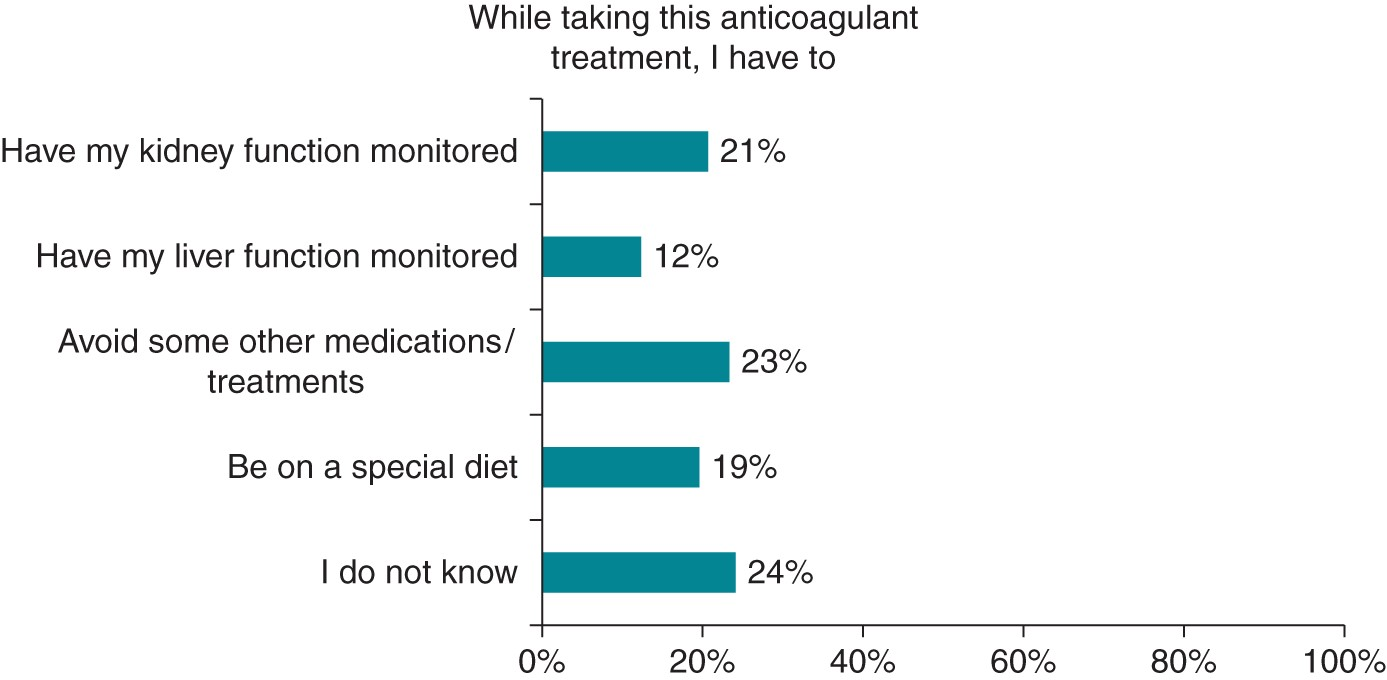 While taking this anticoagulant
treatment, I have to
Have my kidney function monitored
21%
Have my liver function monitored
12%
Avoid some other medications/
treatments
23%
Be on a special diet
19%
I do not know
24%
0% 20% 40% 60% 80% 100%